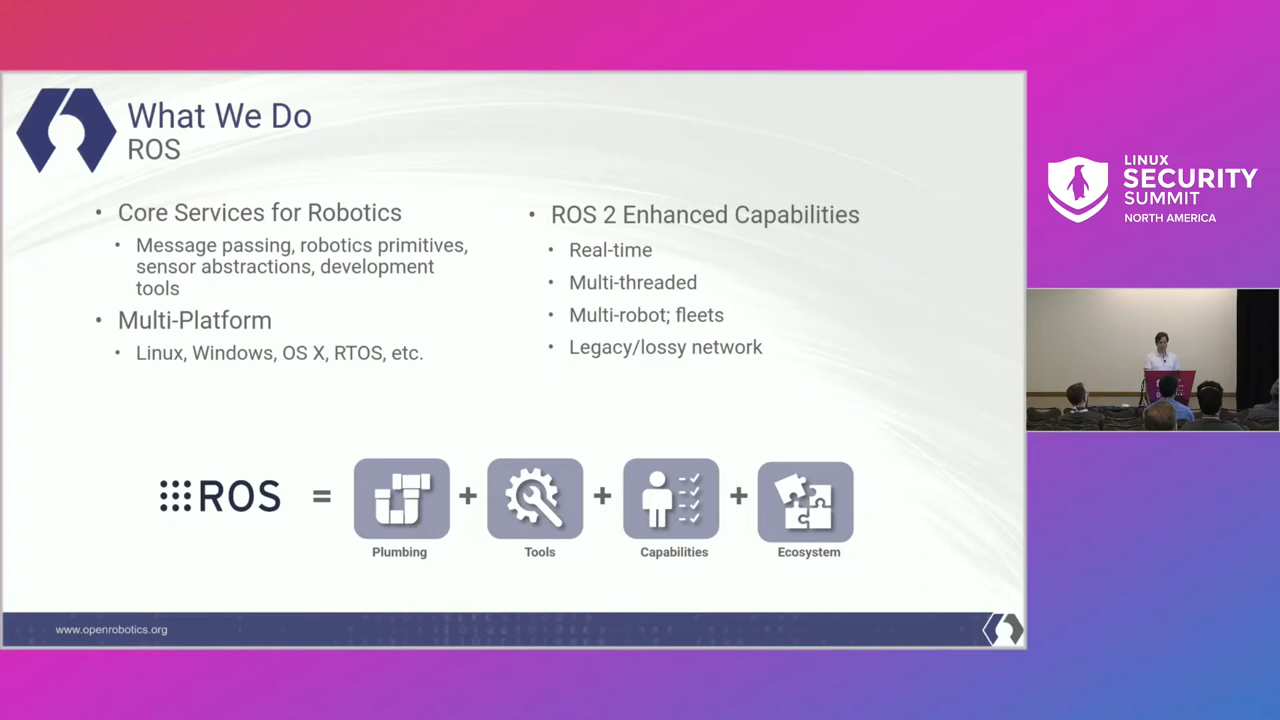 What We Do
ROS
• Core Services for Robotics
• Message passing, robotics primitives,
sensor abstractions, development
tools
• Multi-Platform
• Linux, Windows, OS X, RTOS, etc.
• ROS 2 Enhanced Capabilities
• Real-time
• Multi-threaded
• Multi-robot; fleets
• Legacy/lossy network
ROS = + + +
Plumbing
Tools
Capabilities
Ecosystem
www.openrobotics.org
LINUX
SECURITY
SUMMIT
NORTH AMERICA